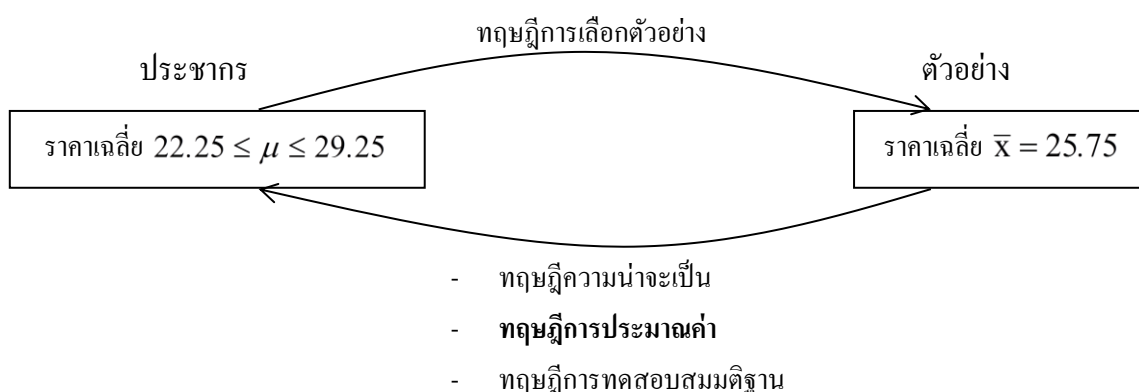 ทฤษฎีการเลือกตัวอย่าง
ประชากร
ตัวอย่าง
ราคาเฉลี่ย 22.25 ≤ μ ≤ 29.25
ราคาเฉลี่ย x̄ = 25.75
- ทฤษฎีความน่าจะเป็น
- ทฤษฎีการประมาณค่า
- ทฤษฎีการทดสอบสมมติฐาน